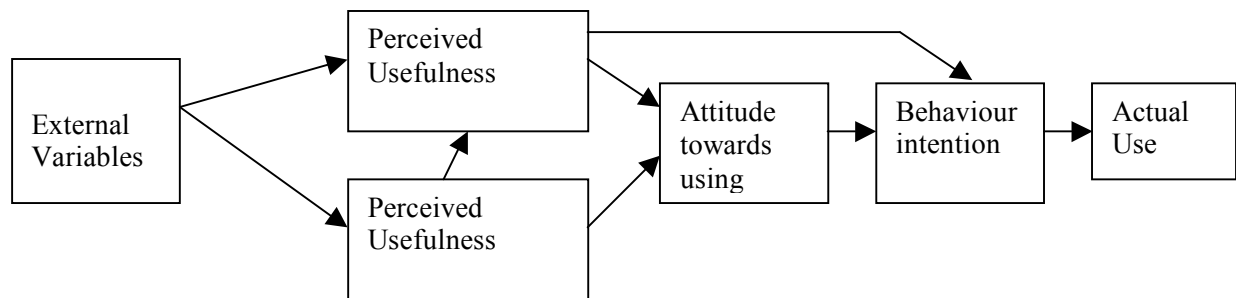 External
Variables
Perceived
Usefulness
Perceived
Usefulness
Attitude
towards
using
Behaviour
intention
Actual
Use